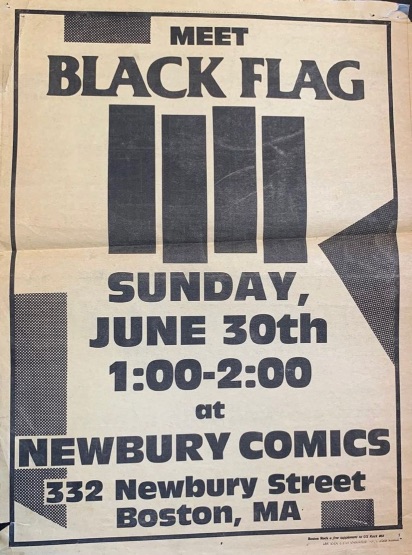 MEET
BLACK FLAG
SUNDAY,
JUNE 30th
1:00-2:00
at
NEWBURY COMICS
332 Newbury Street
Boston, MA